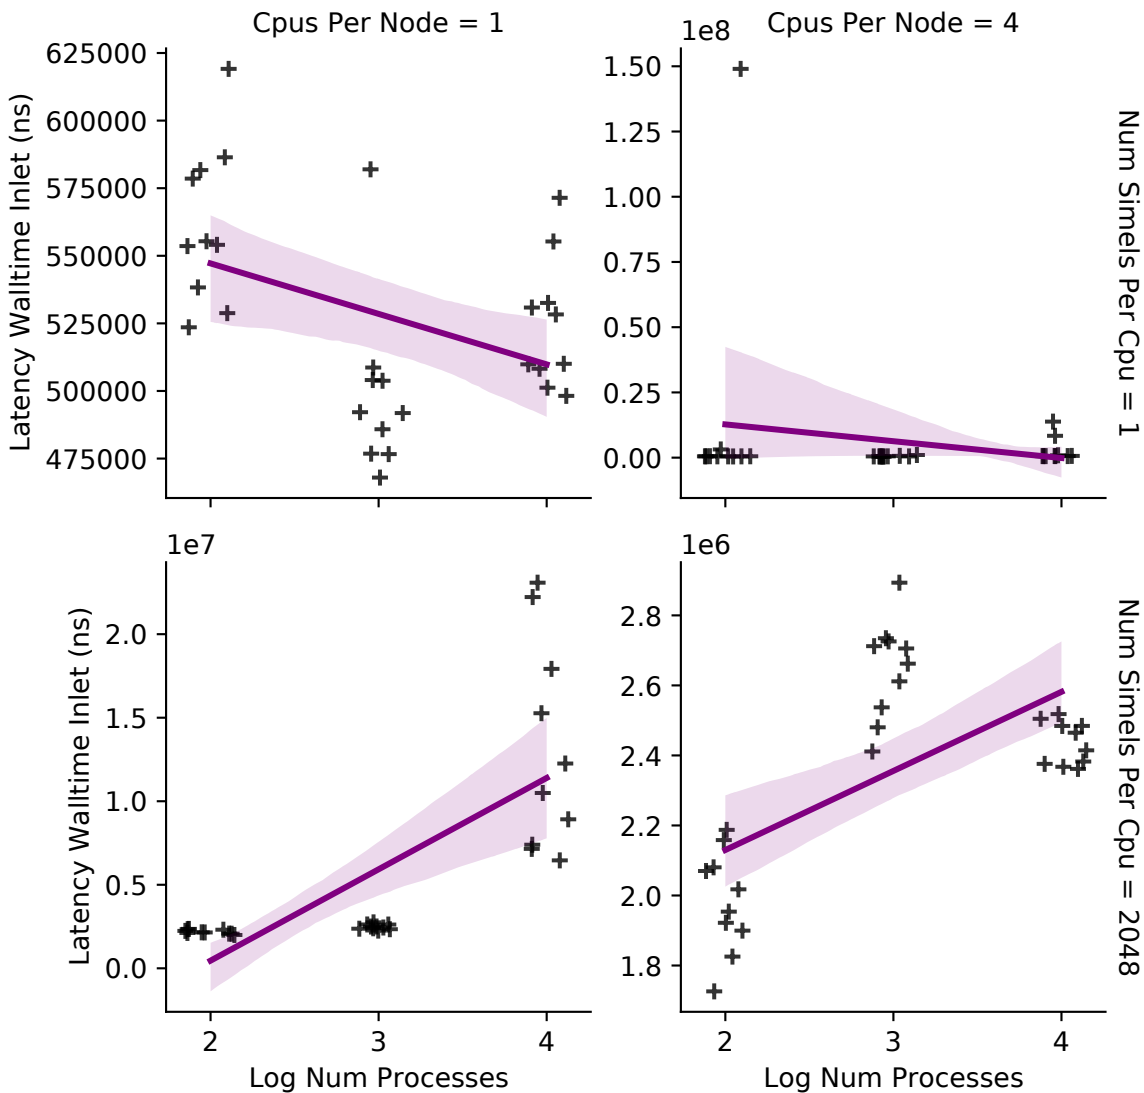 Cpus Per Node = 1
Cpus Per Node = 4
Latency Walltime Inlet (ns)
625000
600000
575000
550000
525000
500000
475000
1e8
1.50
1.25
1.00
0.75
0.50
0.25
0.00
Num Simels Per Cpu = 1
Latency Walltime Inlet (ns)
1e7
2.0
1.5
1.0
0.5
0.0
2
3
4
Log Num Processes
1e6
2.8
2.6
2.4
2.2
2.0
1.8
2
3
4
Log Num Processes
Num Simels Per Cpu = 2048